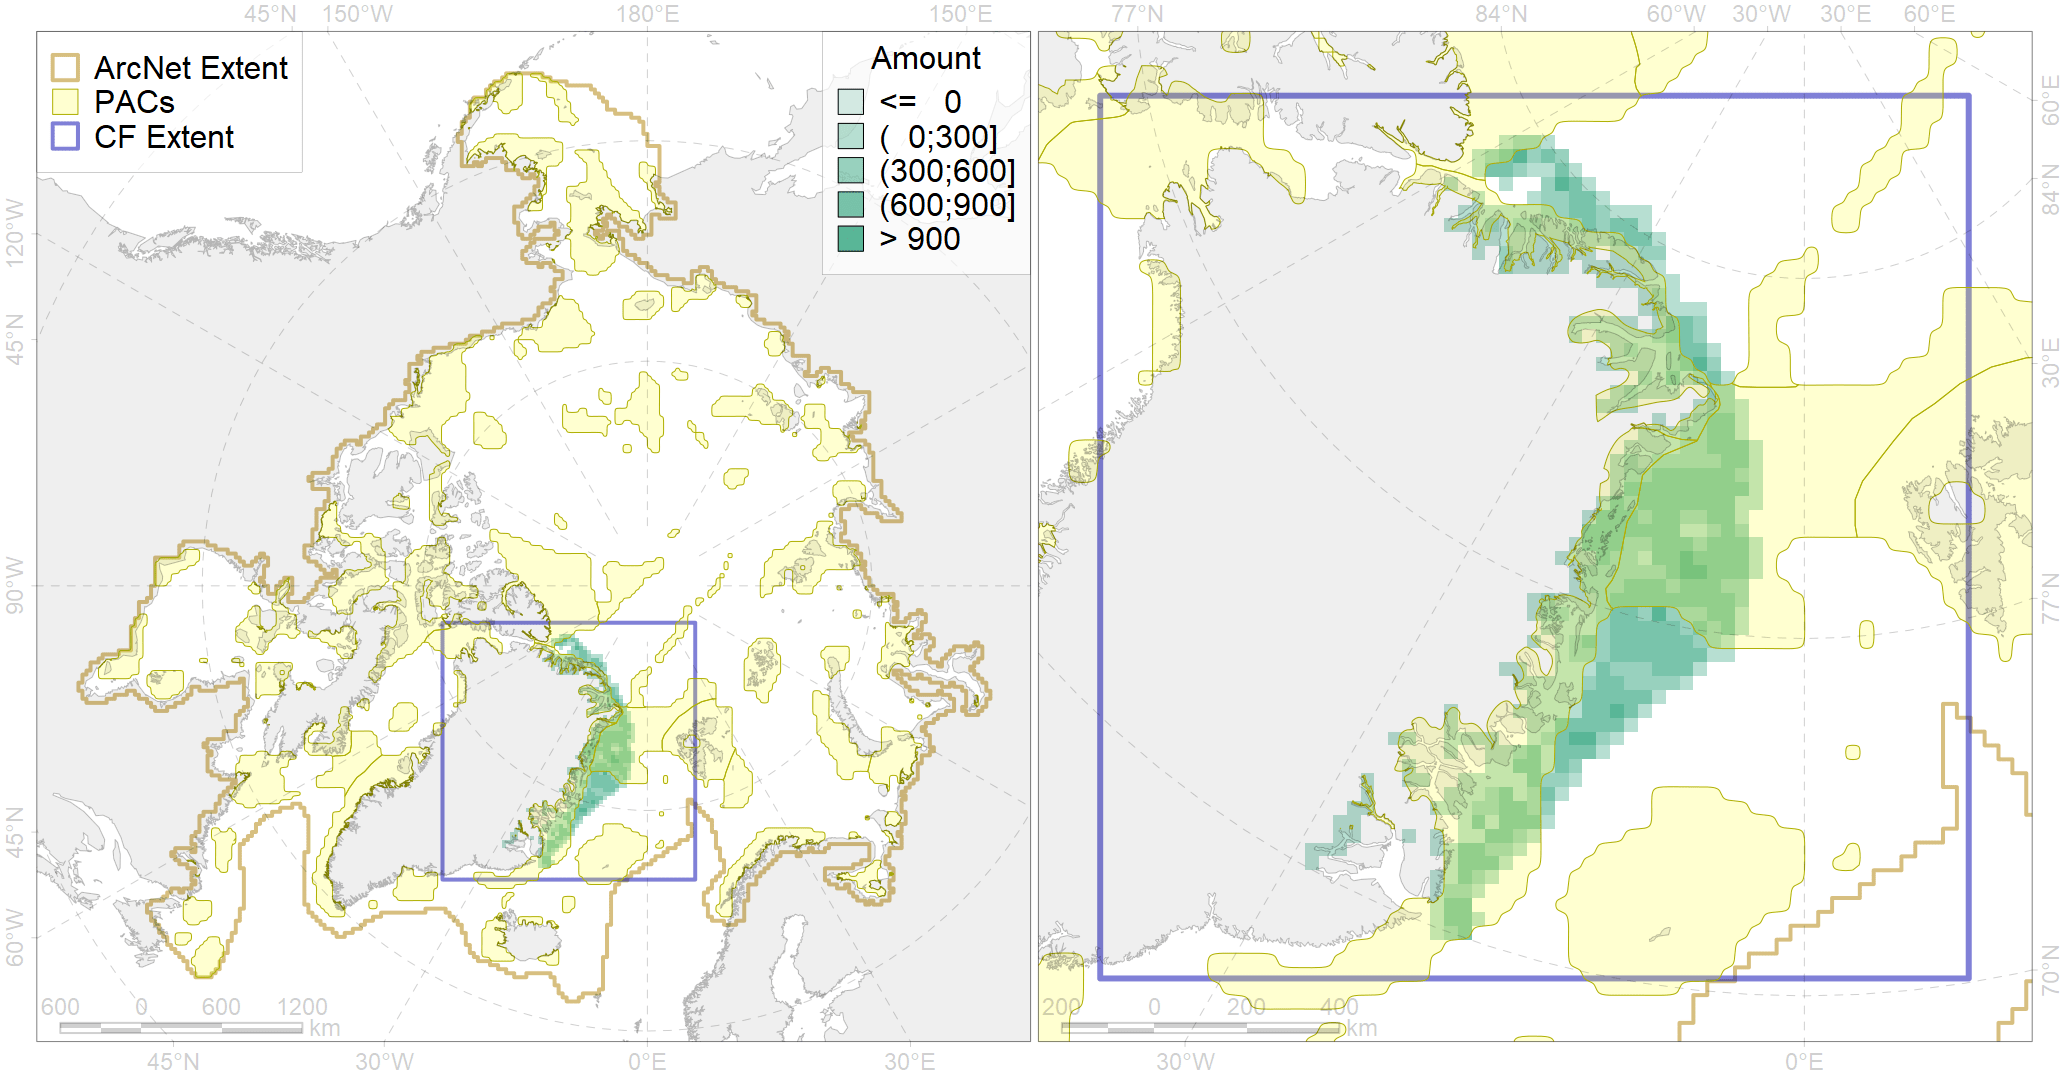 45°N 150°W 180°E 150°E 77°N 84°N 60°W 30°W 30°E 60°E
ArcNet Extent
PACs
CF Extent
Amount
<= 0
( 0;300]
(300;600]
(600;900]
> 900
120°W
45°N
90°W
45°N
60°W
60°E
84°N
30°E
77°N
70°N
600 0 600 1200
km
200 0 200 400
km
45°N 30°W 0°E 30°E 30°W 0°E